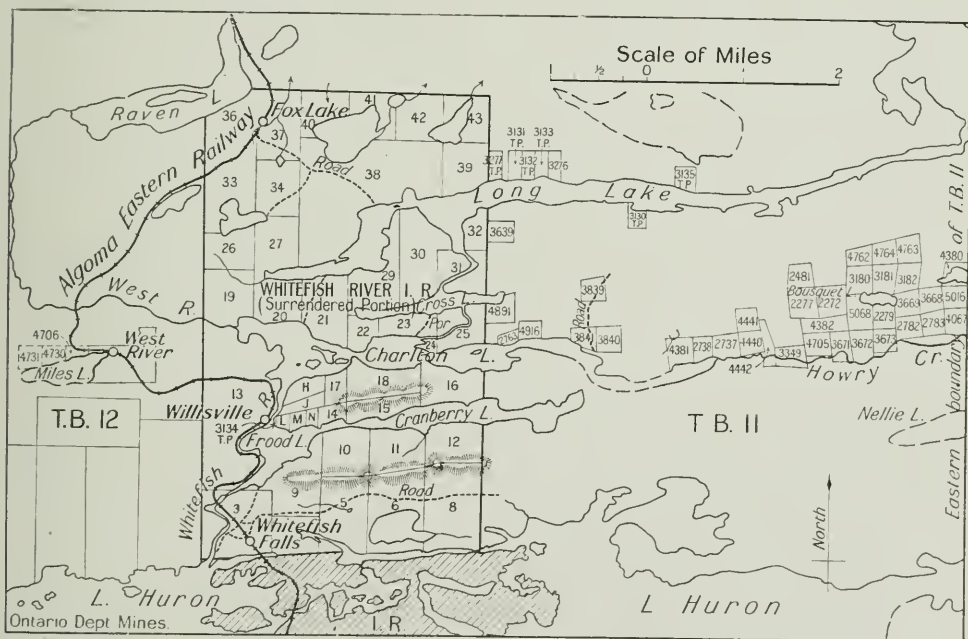 Scale of Miles
1 ½ 0 2
Raven L
36
Fox Lake
37
40
41
42
43
Algoma Eastern Railway
Road
33
34
38
39
3277 T.P.
3131 T.P.
3132 T.P.
3133 T.P.
3276
3135 T.P.
Long Lake
3130 T.P.
Eastern boundary of T.B. 11
26
27
30
32
3639
31
29
19
WHITEFISH RIVER I.R.
(Surrendered Portion)
Cross
Por
20
21
22
23
24
25
4891
2763
4916
Road
3839
3840
West R.
4706
4731
4730
West River
Miles L.
Charlton L.
4762
4764
4763
4380
2481
3180
3181
3182
Bousquet
2277
2272
3669
3668
5016
5068
2279
4382
2782
2783
4067
4381
2738
2737
4441
4440
4442
3349
4705
3671
3672
3673
Howry Cr.
13
H
J
17
18
16
L
M
N
14
15
Willisville
R.
3134 T.P.
Frood L.
Cranberry L.
T.B. 12
T.B. 11
Nellie L.
10
11
12
9
5
6
8
Road
Whitefish
3
Whitefish Falls
North
L. Huron
L Huron
I.R.
Ontario Dept Mines.